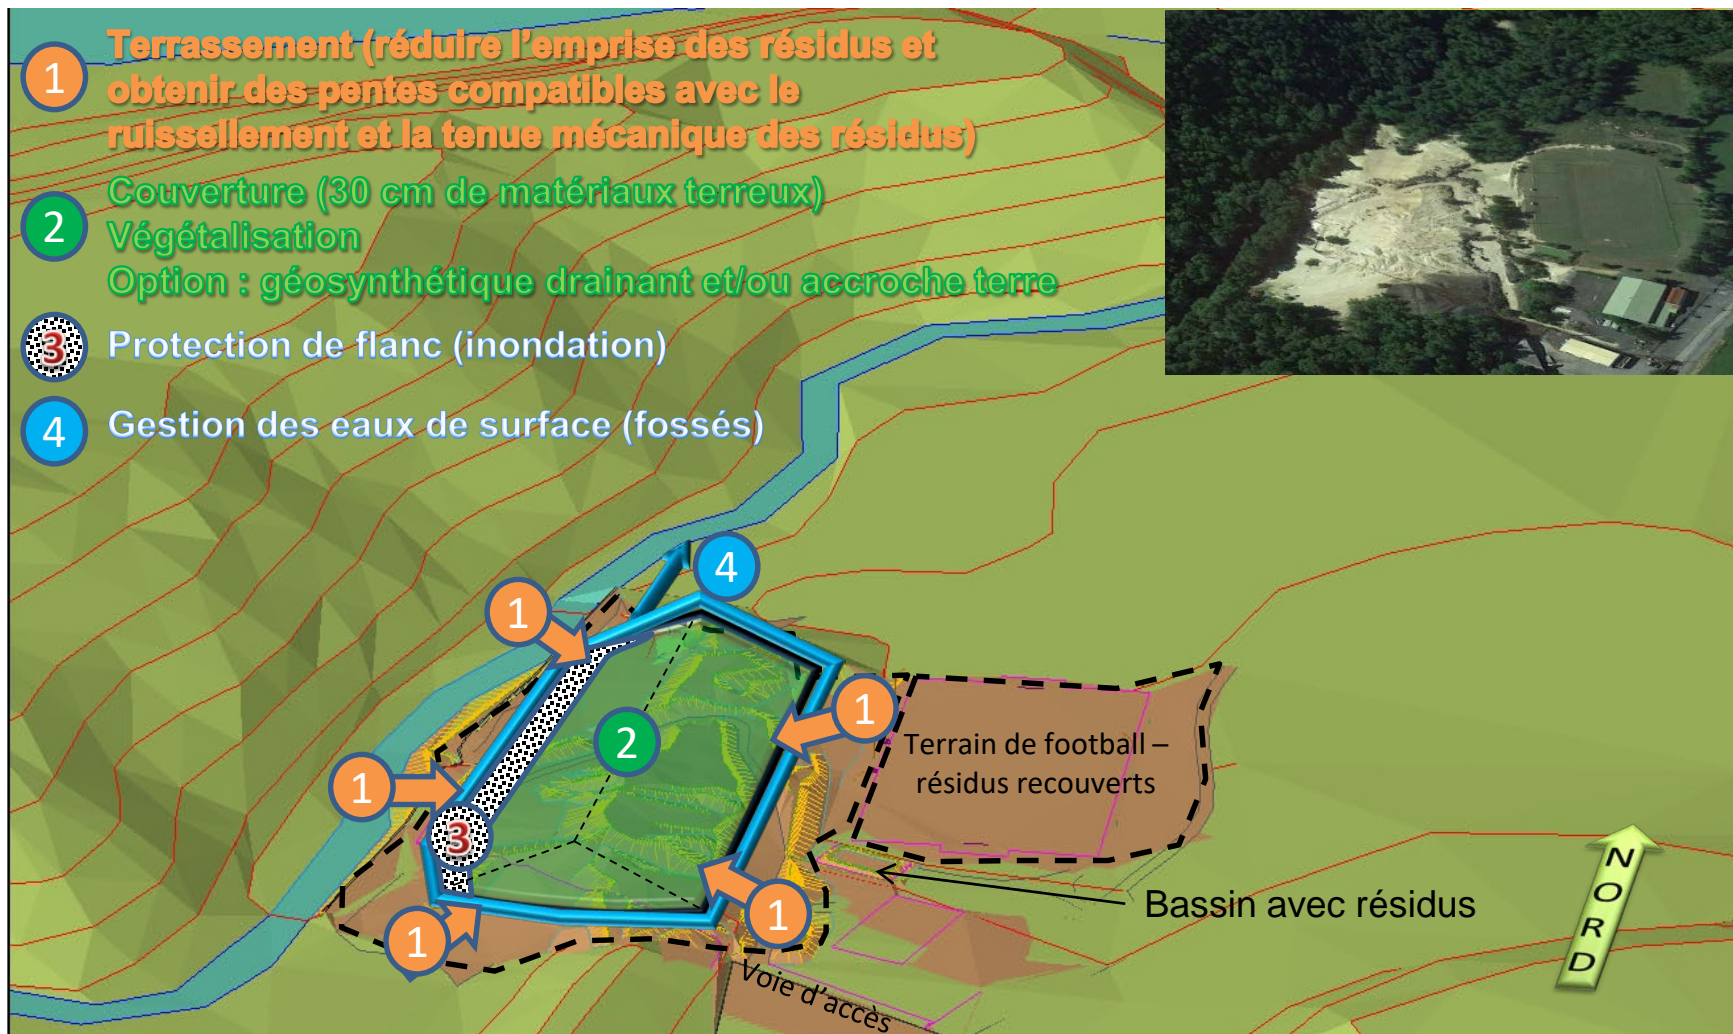 1
Terrassement (réduire l'emprise des résidus et
obtenir des pentes compatibles avec le
ruissellement et la tenue mécanique des résidus)
2
Couverture (30 cm de matériaux terreux)
Végétalisation
Option : géosynthétique drainant et/ou accroche terre
3
Protection de flanc (inondation)
4
Gestion des eaux de surface (fossés)
4
1
1
2
Terrain de football –
résidus recouverts
1
3
Bassin avec résidus
1
1
Voie d'accès
NORD